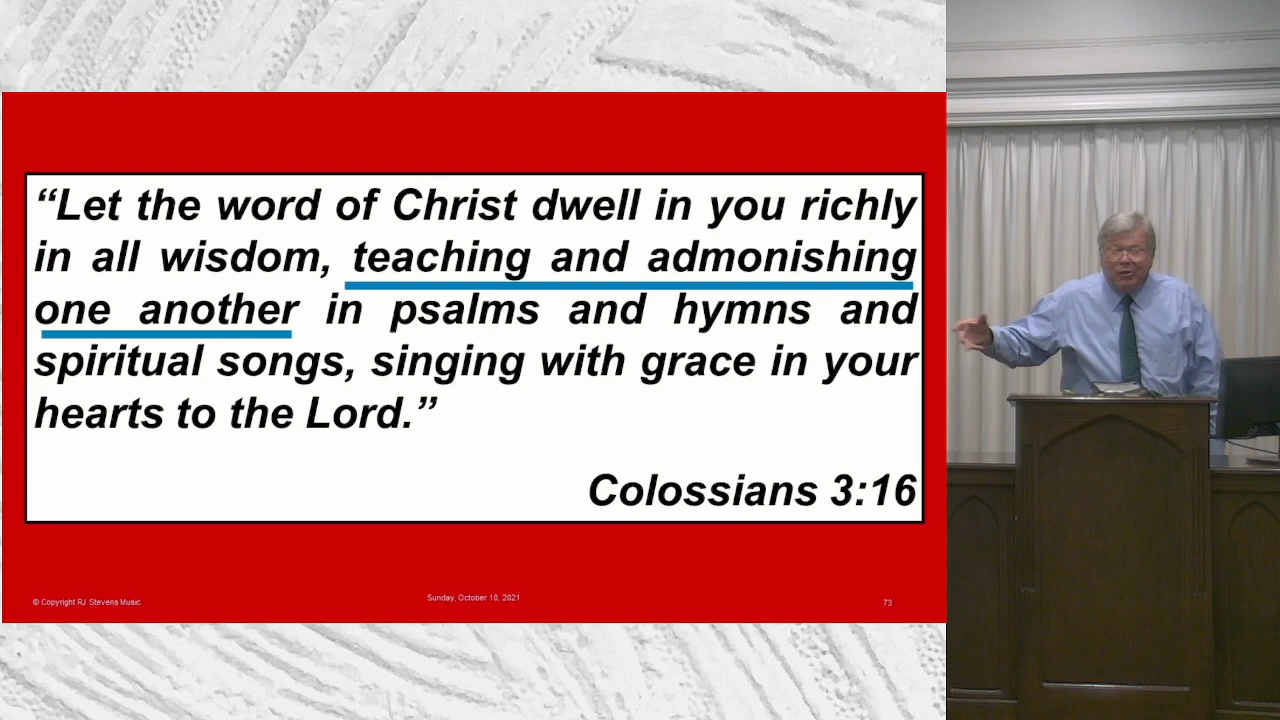 “Let the word of Christ dwell in you richly
in all wisdom, teaching and admonishing
one another in psalms and hymns and
spiritual songs, singing with grace in your
hearts to the Lord.”
Colossians 3:16
© Copyright RJ Stevens Music
Sunday, October 10, 2021
73